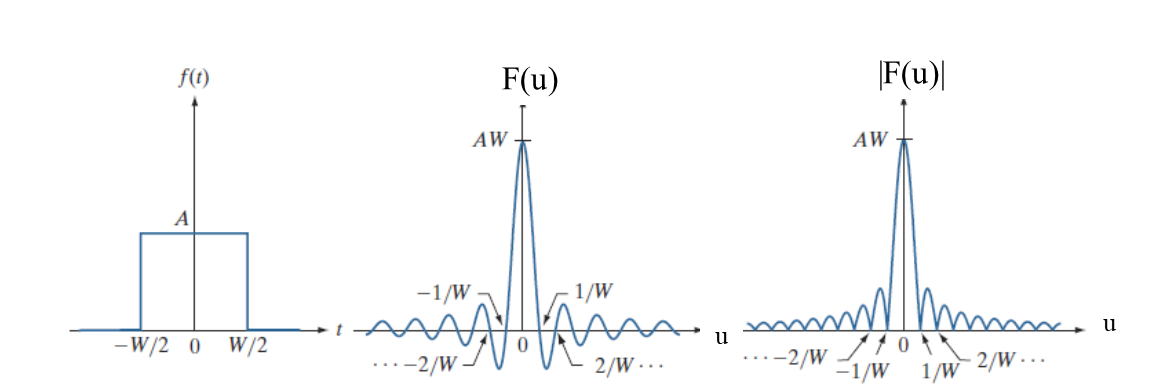 f(t)
A
−W/2 0 W/2 t
F(u)
AW
−1/W 1/W
0 u
· · · −2/W 2/W · · ·
|F(u)|
AW
0 u
· · · −2/W −1/W 1/W 2/W · · ·